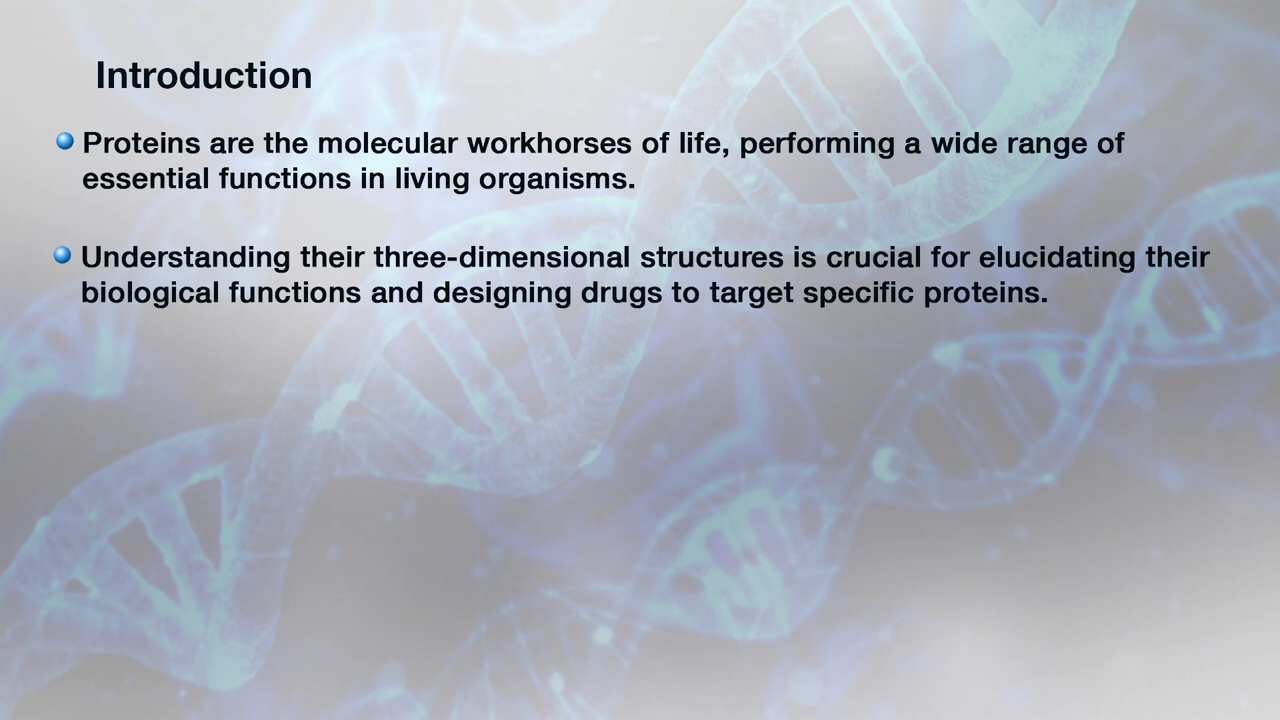 Introduction
Proteins are the molecular workhorses of life, performing a wide range of
essential functions in living organisms.
Understanding their three-dimensional structures is crucial for elucidating their
biological functions and designing drugs to target specific proteins.